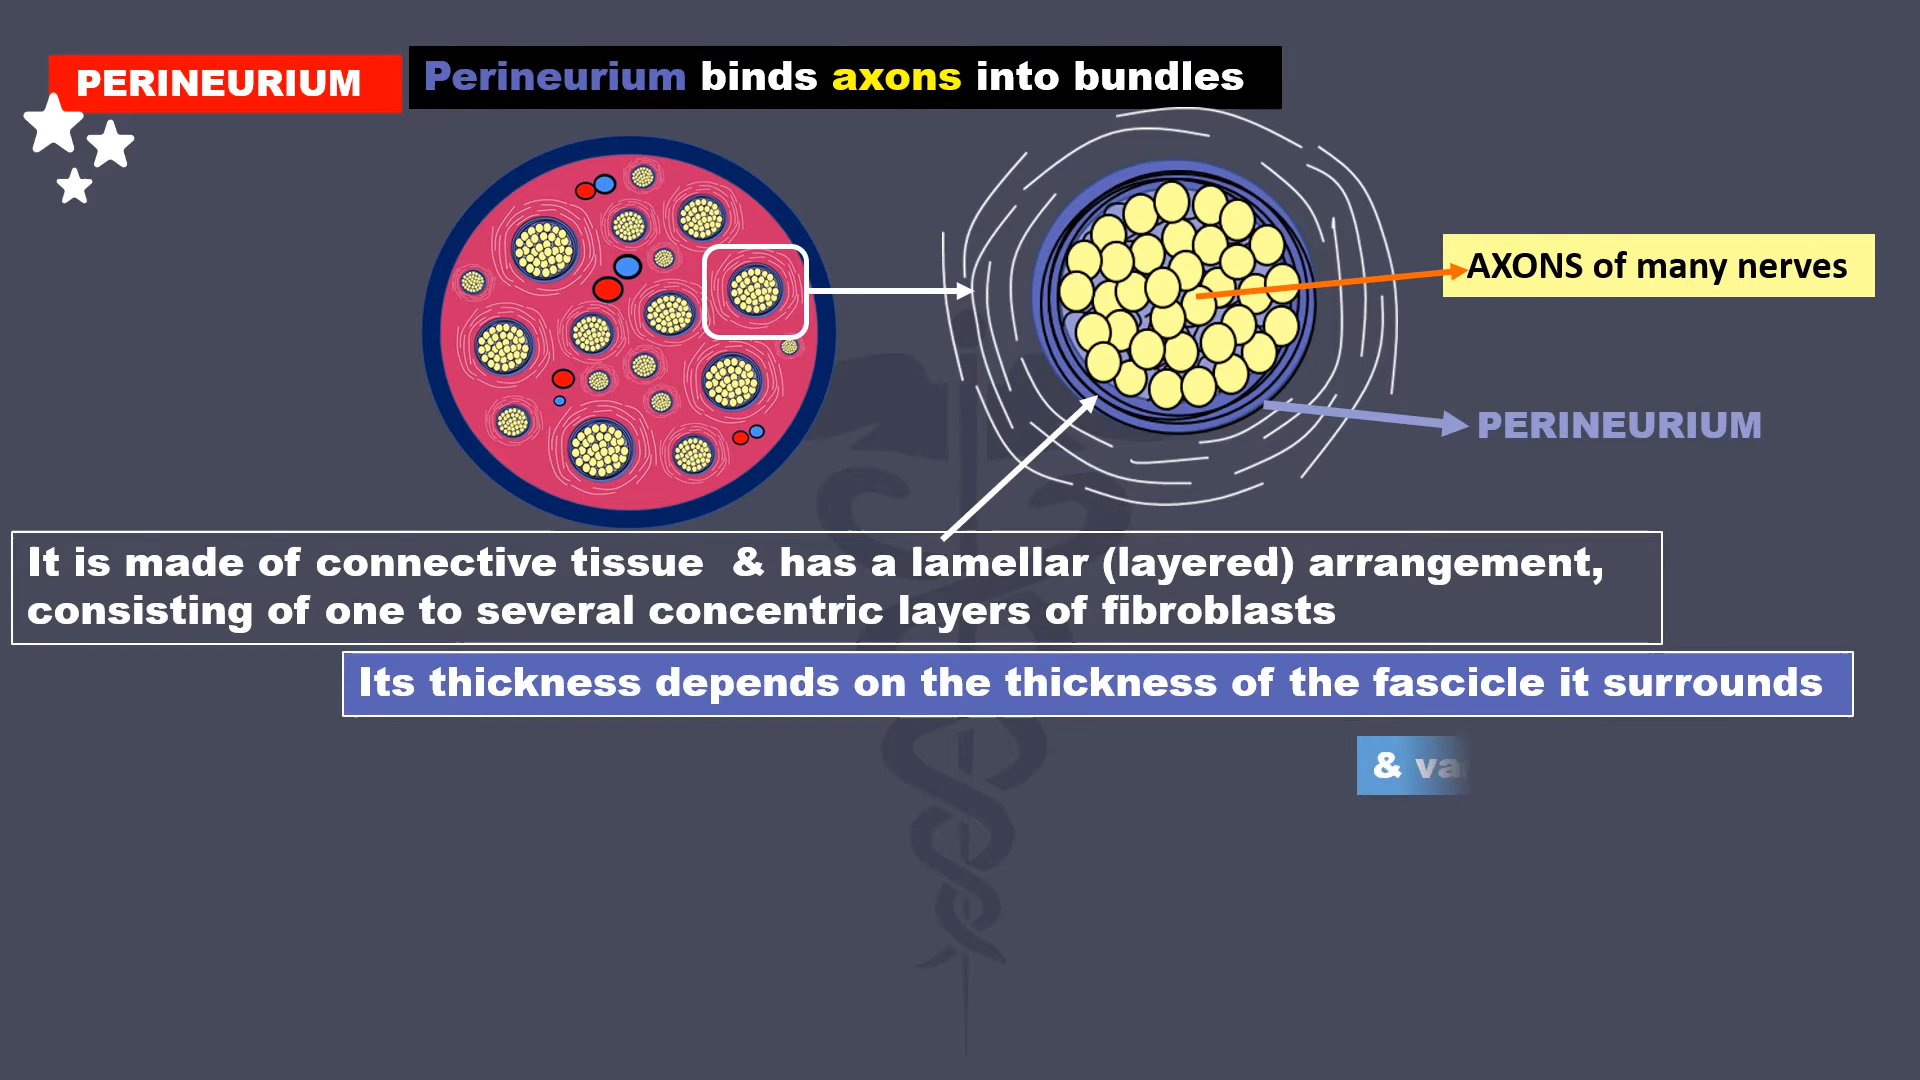 PERINEURIUM
Perineurium binds axons into bundles
AXONS of many nerves
PERINEURIUM
It is made of connective tissue & has a lamellar (layered) arrangement,
consisting of one to several concentric layers of fibroblasts
Its thickness depends on the thickness of the fascicle it surrounds
&